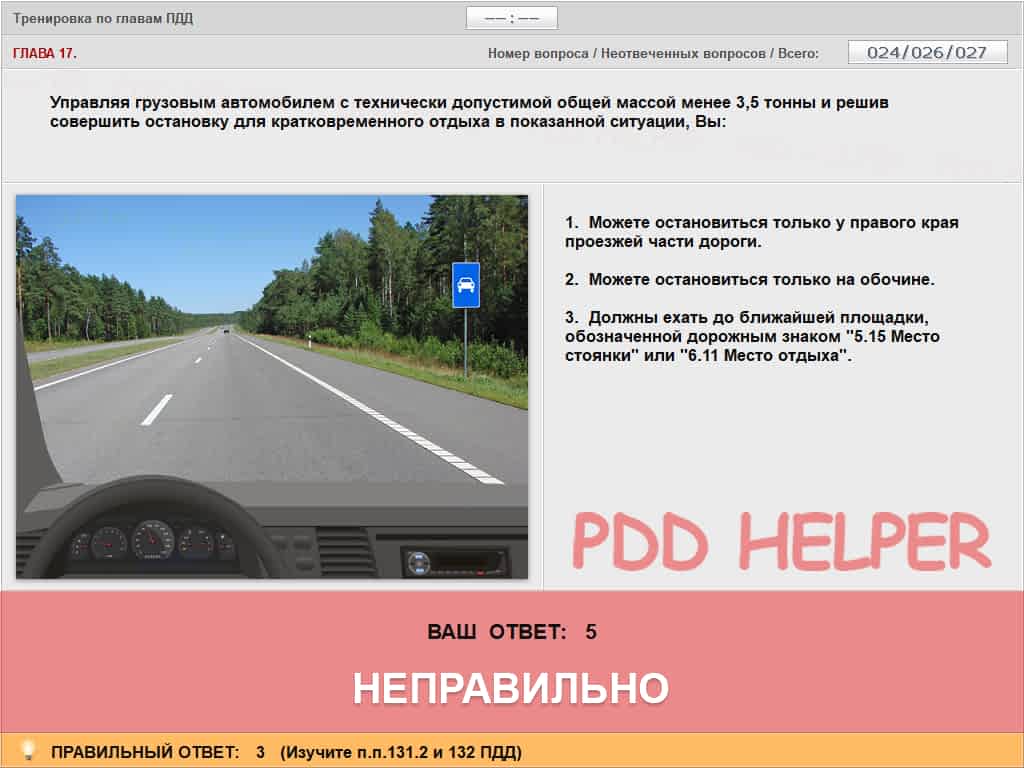 Тренировка по главам ПДД
–– : ––
ГЛАВА 17.
Номер вопроса / Неотвеченных вопросов / Всего:
024/026/027
Управляя грузовым автомобилем с технически допустимой общей массой менее 3,5 тонны и решив
совершить остановку для кратковременного отдыха в показанной ситуации, Вы:
1. Можете остановиться только у правого края
проезжей части дороги.
2. Можете остановиться только на обочине.
3. Должны ехать до ближайшей площадки,
обозначенной дорожным знаком "5.15 Место
стоянки" или "6.11 Место отдыха".
PDD HELPER
ВАШ ОТВЕТ: 5
НЕПРАВИЛЬНО
ПРАВИЛЬНЫЙ ОТВЕТ: 3 (Изучите п.п.131.2 и 132 ПДД)